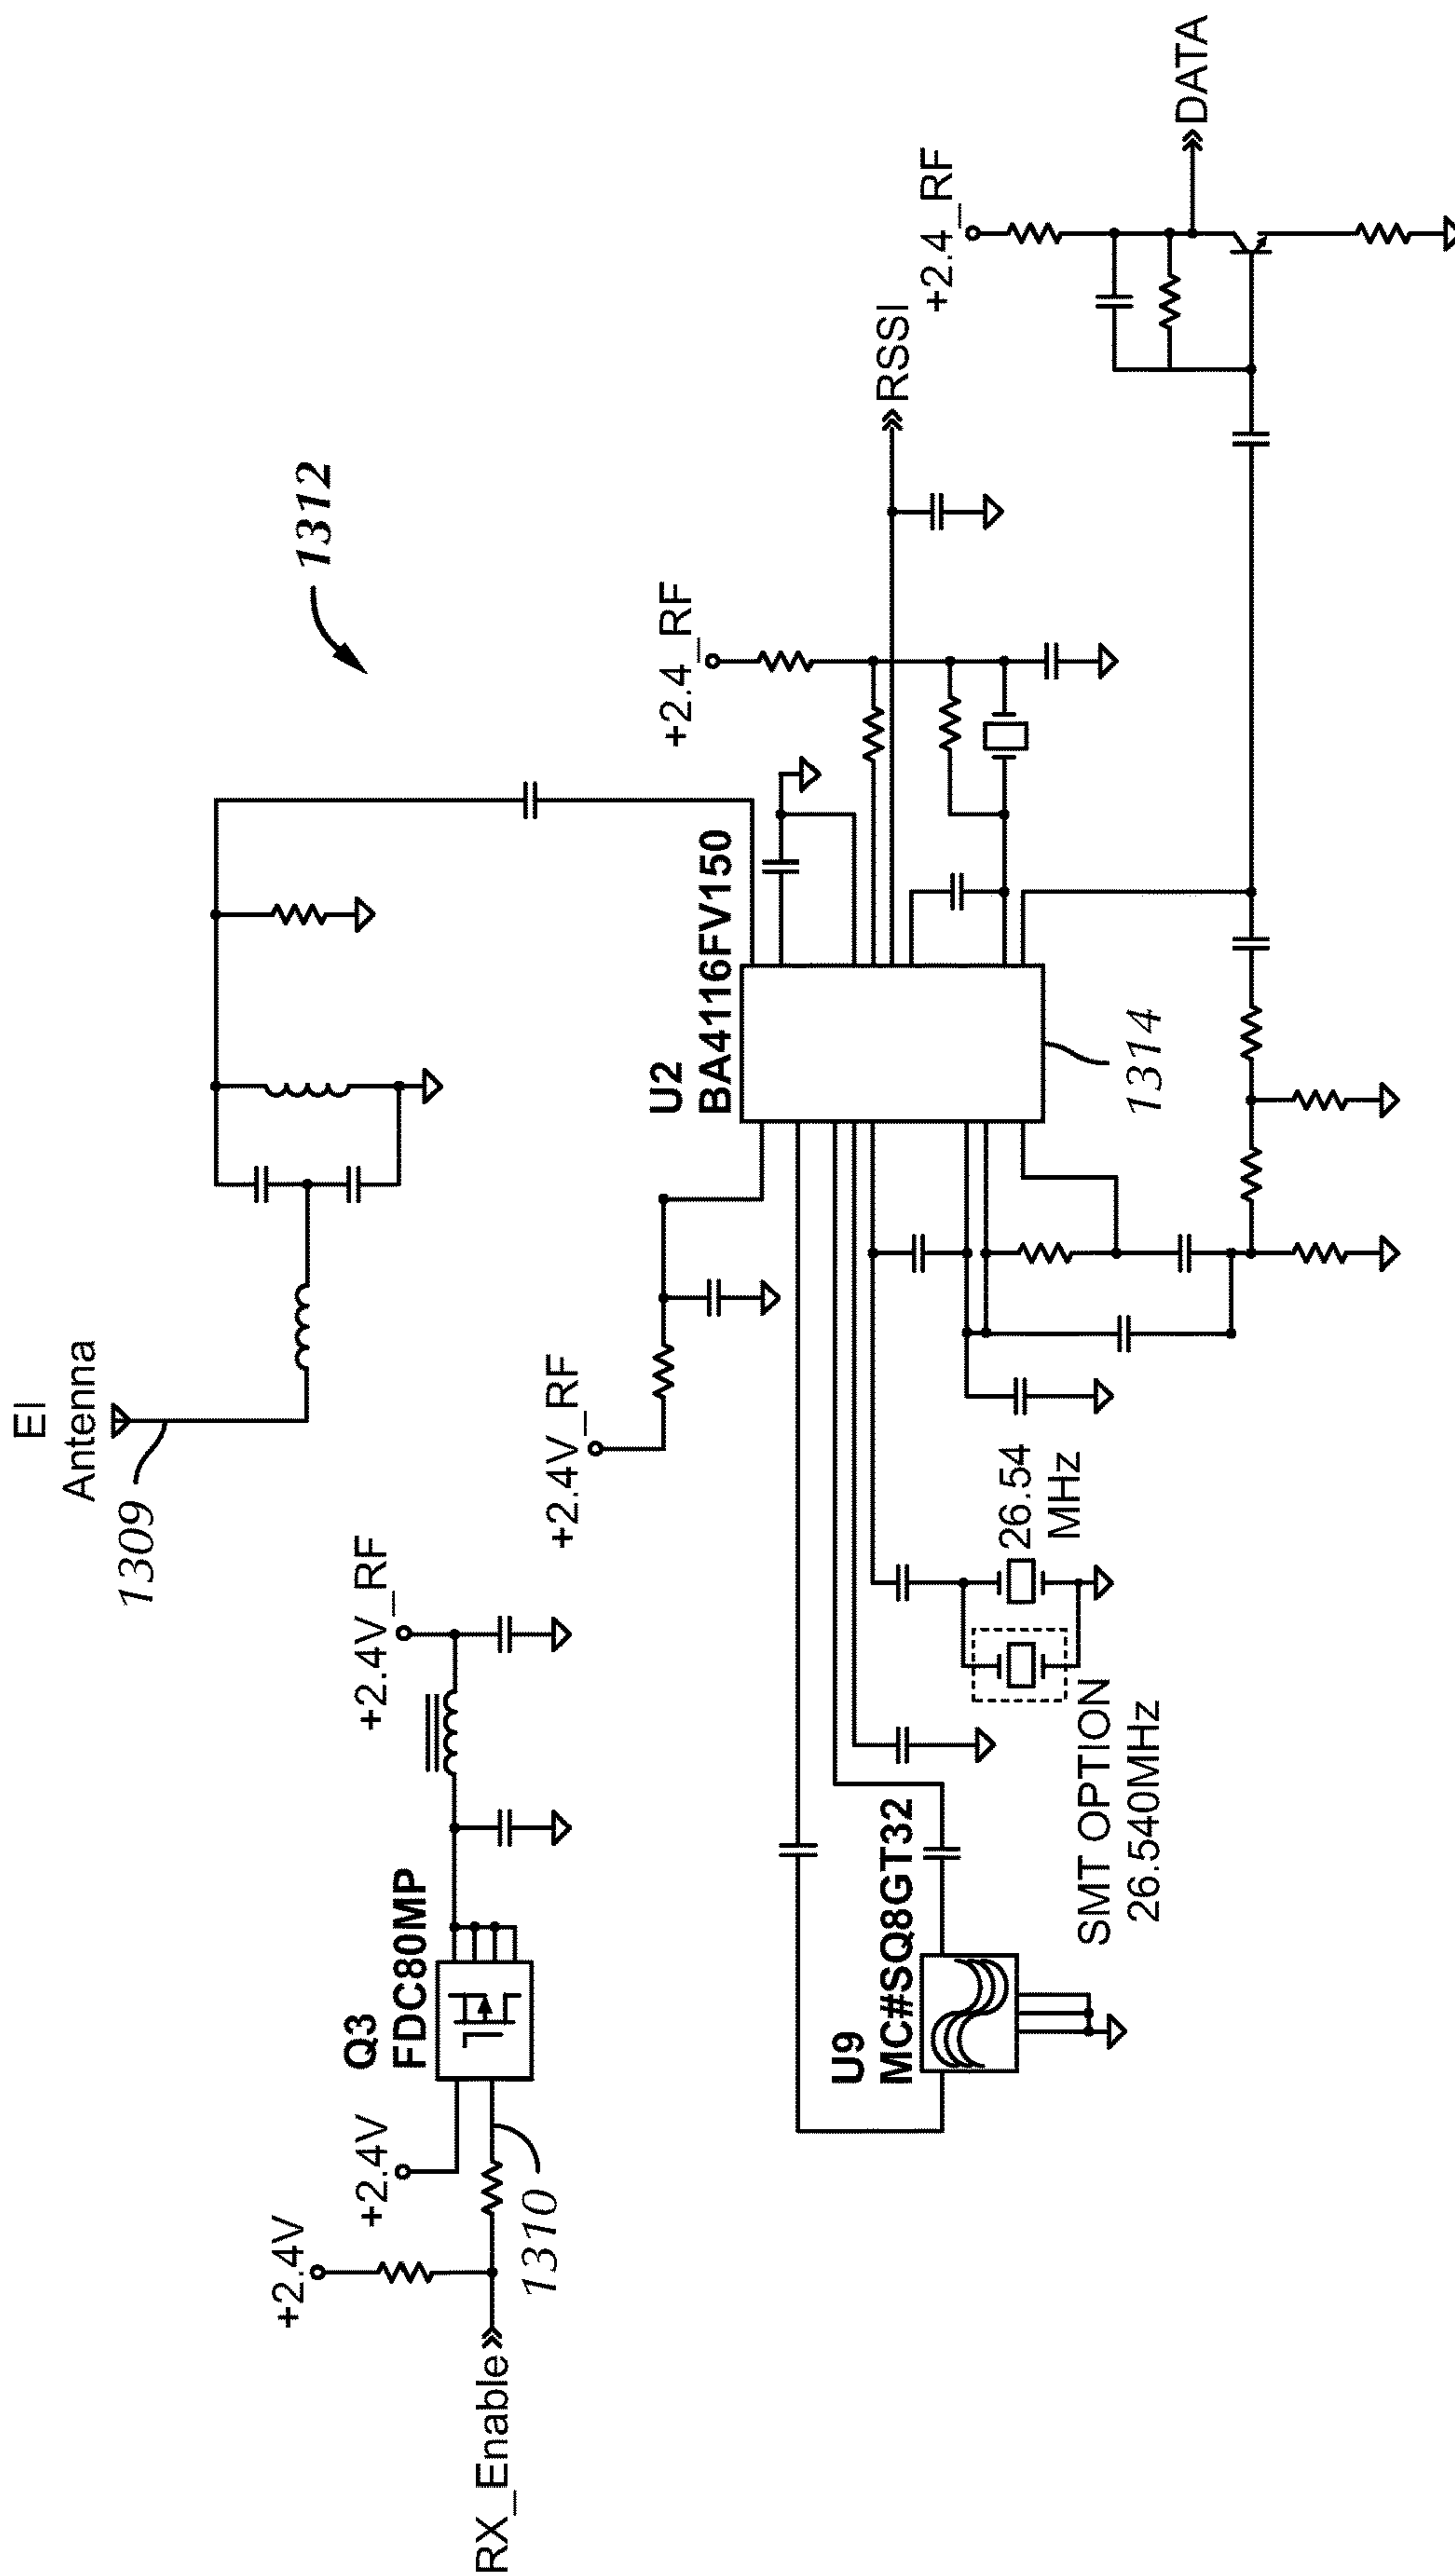 1312
EI
Antenna
1309
+2.4V_RF
+2.4V
+2.4V
Q3
FDC80MP
RX_Enable
1310
+2.4V_RF
U2
BA4116FV150
+2.4_RF
RSSI
+2.4_RF
DATA
1314
26.54
MHz
SMT OPTION
26.540MHz
U9
MC#SQ8GT32